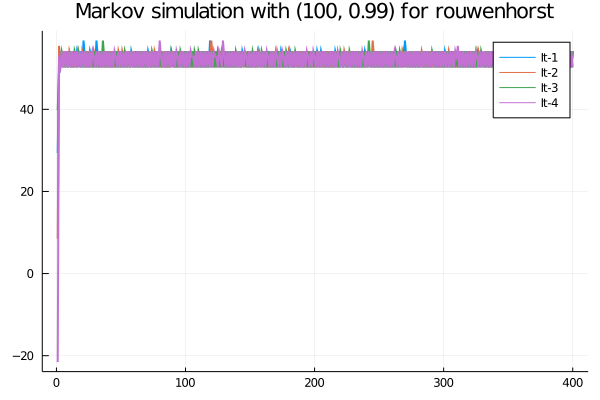 Markov simulation with (100, 0.99) for rouwenhorst
It-1
It-2
It-3
It-4
40
20
0
−20
0
100
200
300
400